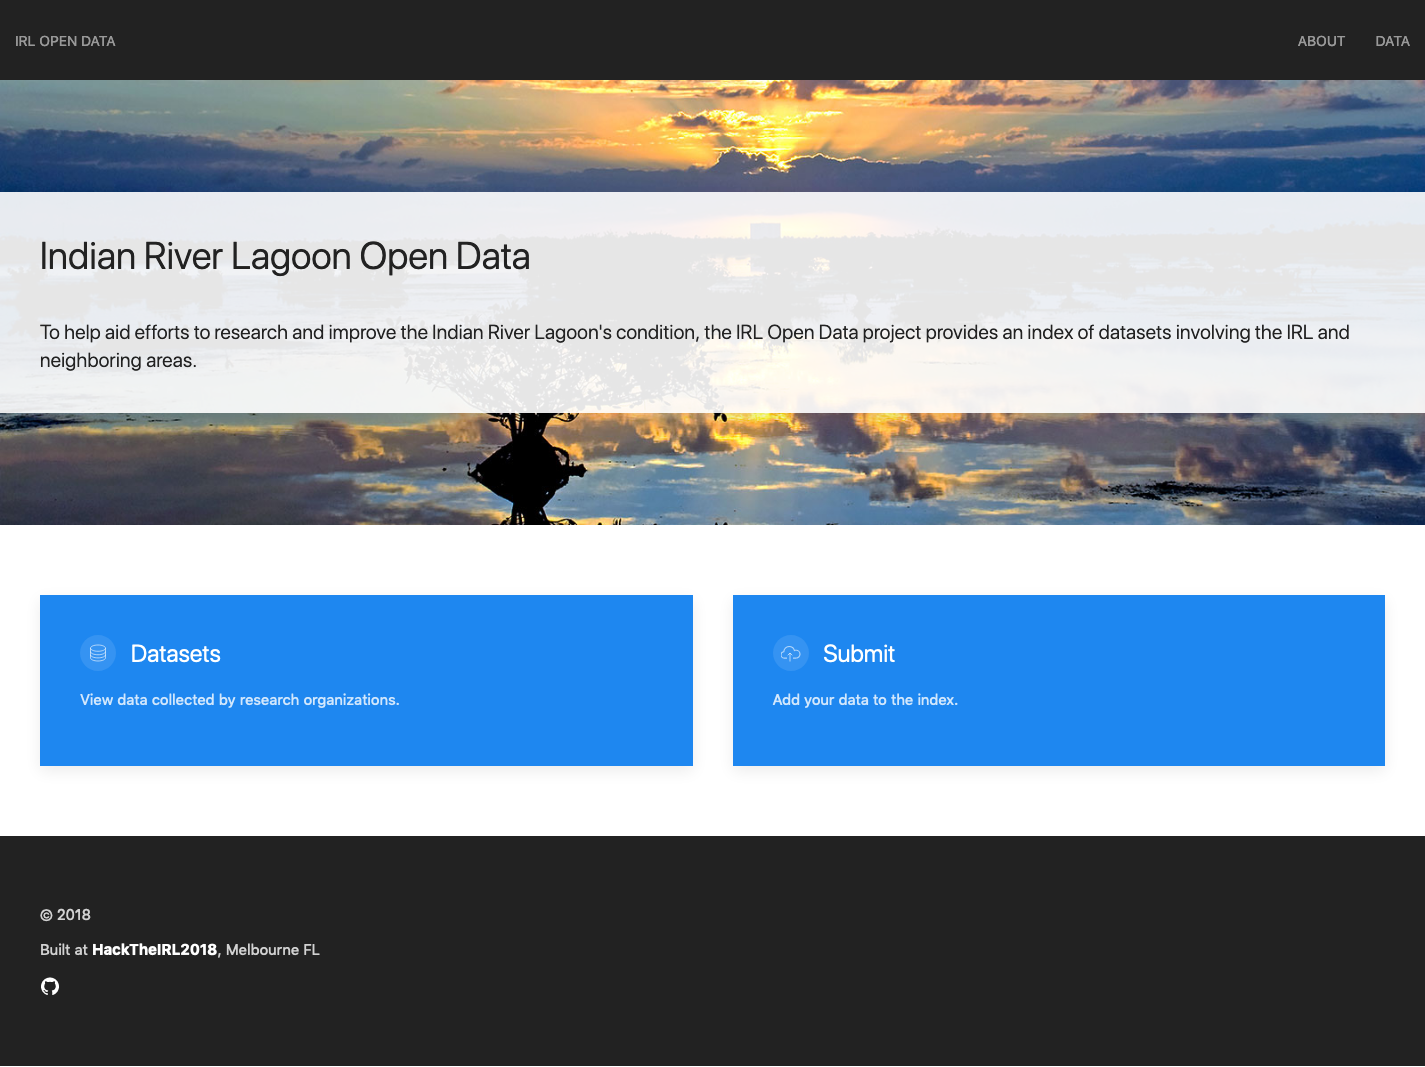 IRL OPEN DATA
ABOUT
DATA
Indian River Lagoon Open Data
To help aid efforts to research and improve the Indian River Lagoon's condition, the IRL Open Data project provides an index of datasets involving the IRL and
neighboring areas.
Datasets
View data collected by research organizations.
Submit
Add your data to the index.
© 2018
Built at HackTheIRL2018, Melbourne FL